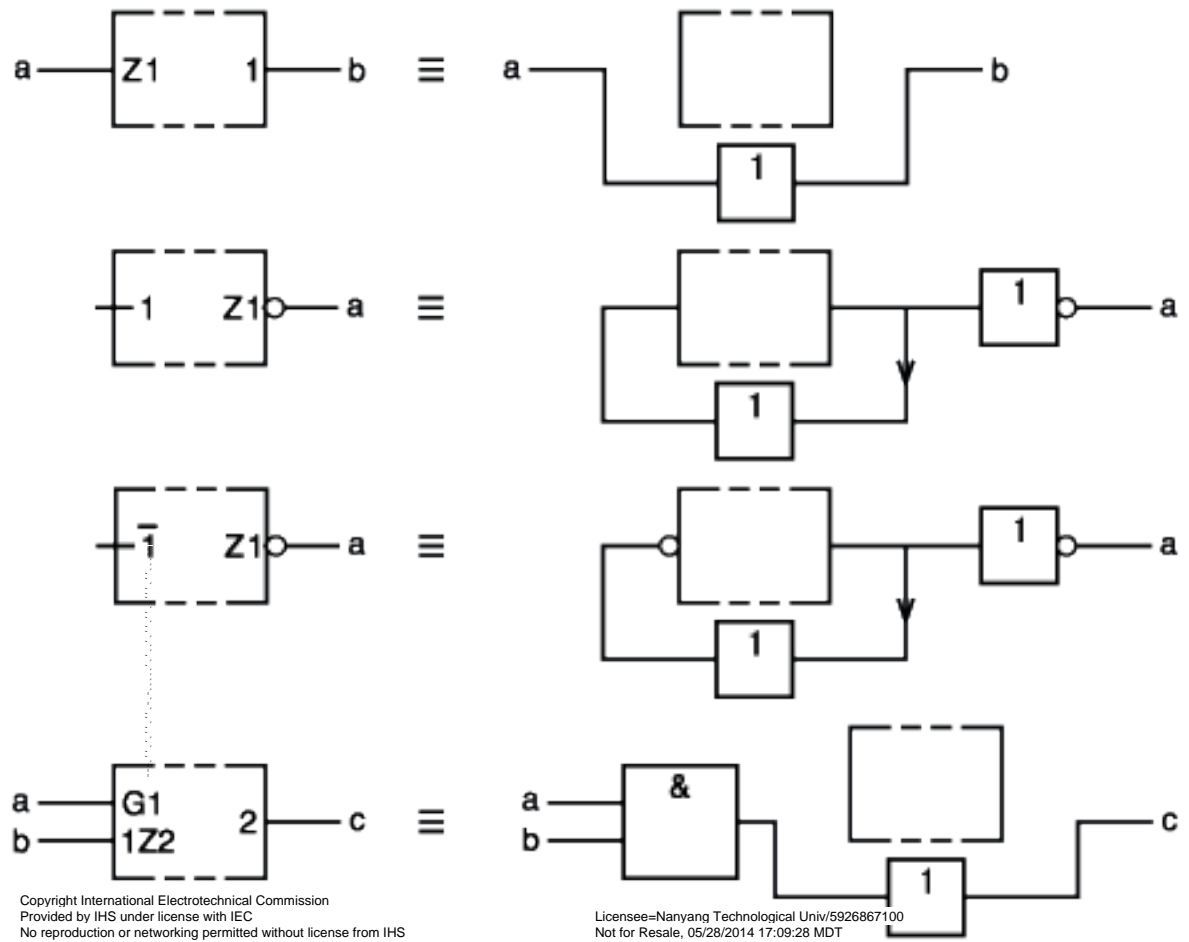 a Z1 1 b ≡ a b
1
1 Z1 a ≡ 1 a
1
1̅ Z1 a ≡ 1 a
1
a G1 2 c ≡ a & c
b 1Z2 b
1
Copyright International Electrotechnical Commission
Provided by IHS under license with IEC
No reproduction or networking permitted without license from IHS
Licensee=Nanyang Technological Univ/5926867100
Not for Resale, 05/28/2014 17:09:28 MDT